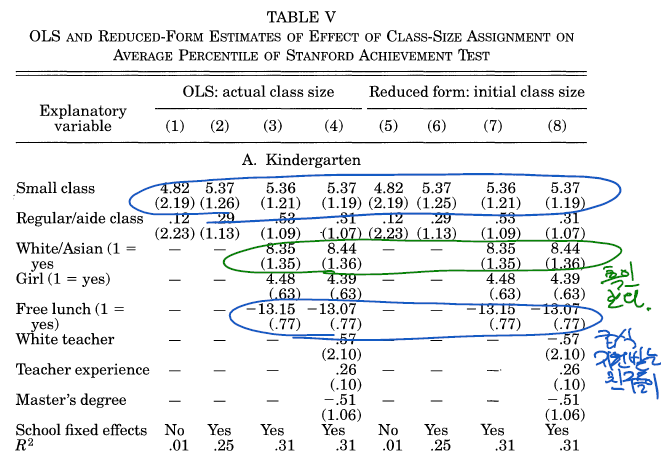 TABLE V
OLS AND REDUCED-FORM ESTIMATES OF EFFECT OF CLASS-SIZE ASSIGNMENT ON
AVERAGE PERCENTILE OF STANFORD ACHIEVEMENT TEST
OLS: actual class size Reduced form: initial class size
Explanatory
variable (1) (2) (3) (4) (5) (6) (7) (8)
A. Kindergarten
Small class 4.82 5.37 5.36 5.37 4.82 5.37 5.36 5.37
(2.19) (1.26) (1.21) (1.19) (2.19) (1.25) (1.21) (1.19)
Regular/aide class .12 .29 .53 .31 .12 .29 .53 .31
(2.23) (1.13) (1.09) (1.07) (2.23) (1.13) (1.09) (1.07)
White/Asian (1 = — — 8.35 8.44 — — 8.35 8.44
yes (1.35) (1.36) (1.35) (1.36)
Girl (1 = yes) — — 4.48 4.39 — — 4.48 4.39
(.63) (.63) (.63) (.63)
Free lunch (1 = — — −13.15 −13.07 — — −13.15 −13.07
yes) (.77) (.77) (.77) (.77)
White teacher — — — .57 — — — −.57
(2.10) (2.10)
Teacher experience — — — .26 — — — .26
(.10) (.10)
Master's degree — — — −.51 — — — −.51
(1.06) (1.06)
School fixed effects No Yes Yes Yes No Yes Yes Yes
R² .01 .25 .31 .31 .01 .25 .31 .31